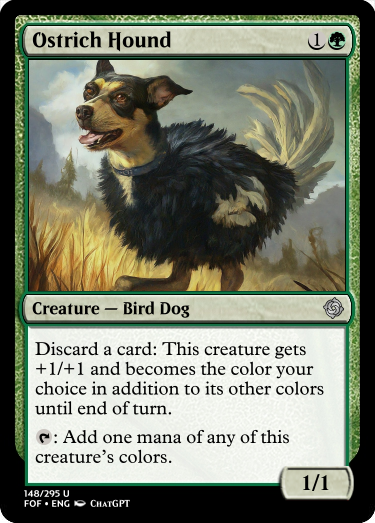 Ostrich Hound 1
Creature — Bird Dog
Discard a card: This creature gets
+1/+1 and becomes the color your
choice in addition to its other colors
until end of turn.
: Add one mana of any of this
creature's colors.
1/1
148/295 U
FOF • ENG ChatGPT